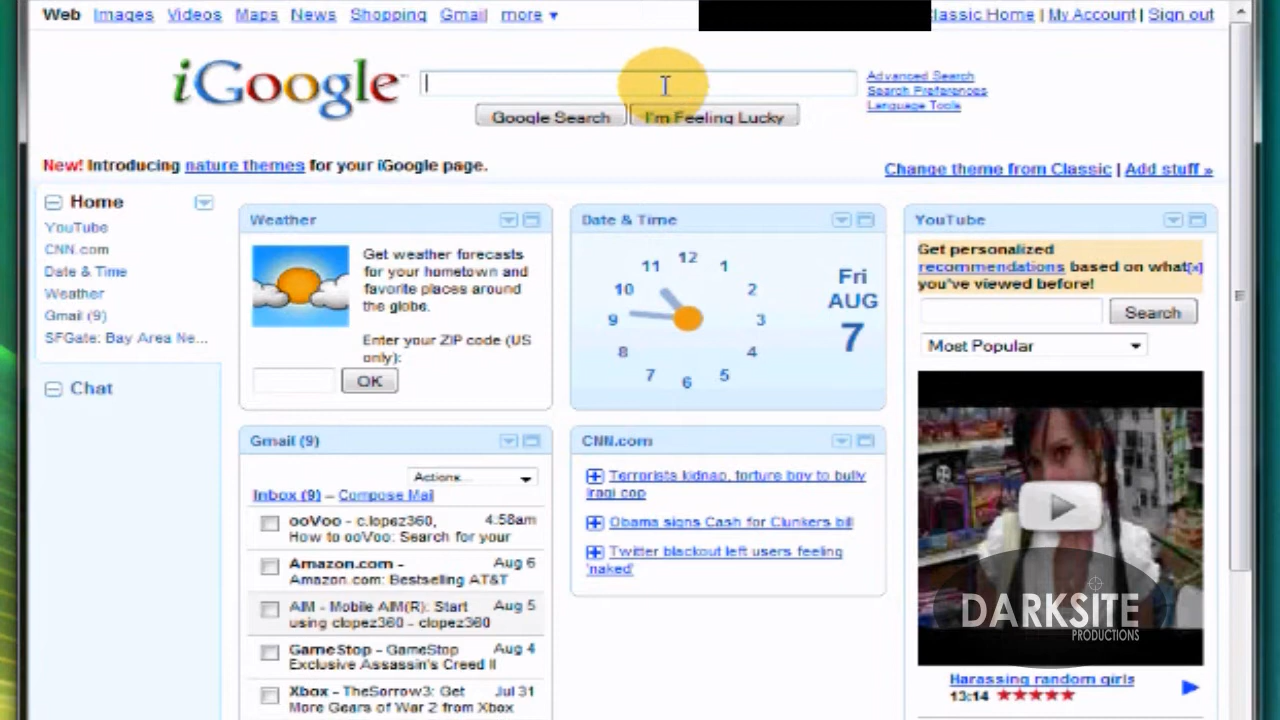 Web Images Videos Maps News Shopping Gmail more ▼
Classic Home | My Account | Sign out
iGoogle™
Advanced Search
Search Preferences
Language Tools
Google Search I'm Feeling Lucky
New! Introducing nature themes for your iGoogle page.
Change theme from Classic | Add stuff »
Home
YouTube
CNN.com
Date & Time
Weather
Gmail (9)
SFGate: Bay Area Ne...
Chat
Weather
Get weather forecasts
for your hometown and
favorite places around
the globe.
Enter your ZIP code (US
only):
OK
Date & Time
12
11 1
10 2
9 3
8 4
7 5
6
Fri
AUG
7
YouTube
Get personalized
recommendations based on what[x]
you've viewed before!
Search
Most Popular
Gmail (9)
Actions...
Inbox (9) – Compose Mail
ooVoo - c.lopez360, 4:58am
How to ooVoo: Search for your
Amazon.com - Aug 6
Amazon.com: Bestselling AT&T
AIM - Mobile AIM(R): Start Aug 5
using clopez360 - clopez360
GameStop - GameStop Aug 4
Exclusive Assassin's Creed II
Xbox - TheSorrow3: Get Jul 31
More Gears of War 2 from Xbox
CNN.com
Terrorists kidnap, torture boy to bully
Iraqi cop
Obama signs Cash for Clunkers bill
Twitter blackout left users feeling
'naked'
DARKSITE
PRODUCTIONS
Harassing random girls
13:14 ★★★★★